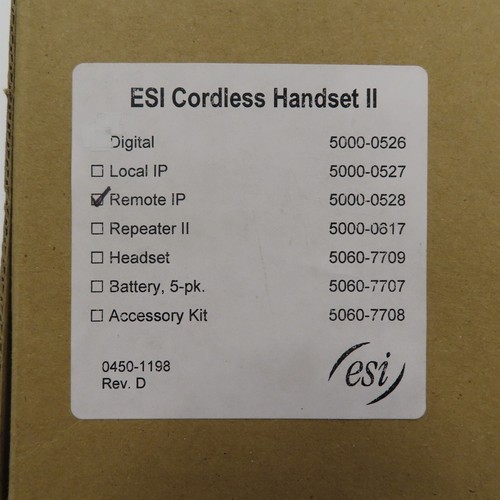 ESI Cordless Handset II
Digital 5000-0526
☐ Local IP 5000-0527
☑ Remote IP 5000-0528
☐ Repeater II 5000-0617
☐ Headset 5060-7709
☐ Battery, 5-pk. 5060-7707
☐ Accessory Kit 5060-7708
0450-1198
Rev. D
esi